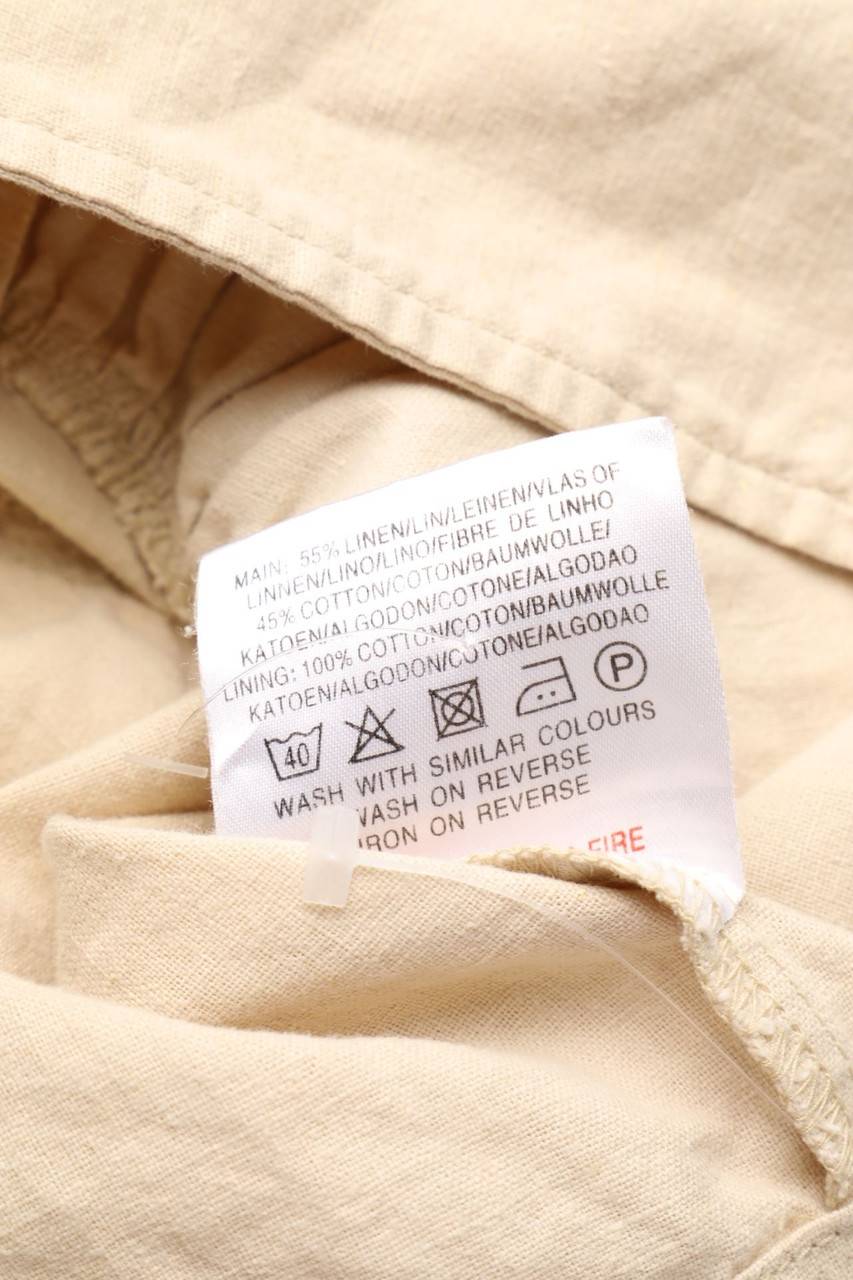 MAIN: 55% LINEN/LIN/LEINEN/VLAS OF
LINNEN/LINO/LINO/FIBRE DE LINHO
45% COTTON/COTON/BAUMWOLLE/
KATOEN/ALGODON/COTONE/ALGODAO
LINING: 100% COTTON/COTON/BAUMWOLLE
KATOEN/ALGODON/COTONE/ALGODAO
40 P
WASH WITH SIMILAR COLOURS
WASH ON REVERSE
IRON ON REVERSE
FIRE